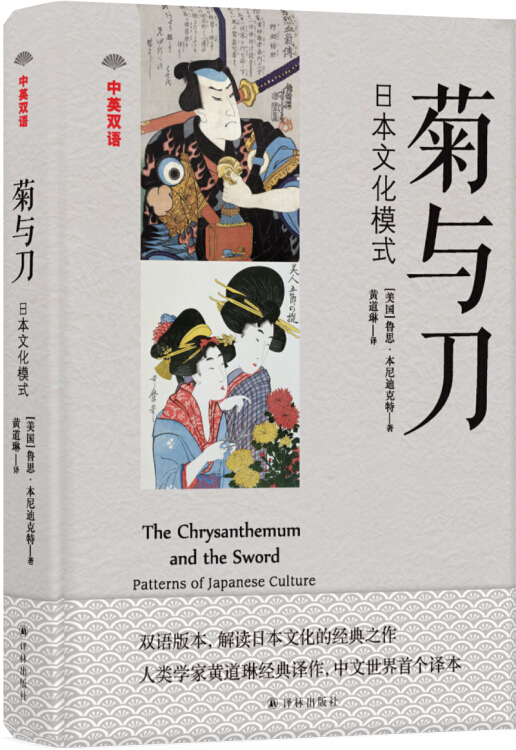 中英双语
菊与刀
日本文化模式
[美国]鲁思·本尼迪克特—著
黄道琳—译
译林出版社
中英双语
菊与刀
日本文化模式
[美国]鲁思·本尼迪克特—著
黄道琳—译
The Chrysanthemum
and the Sword
Patterns of Japanese Culture
双语版本，解读日本文化的经典之作
人类学家黄道琳经典译作，中文世界首个译本
译林出版社